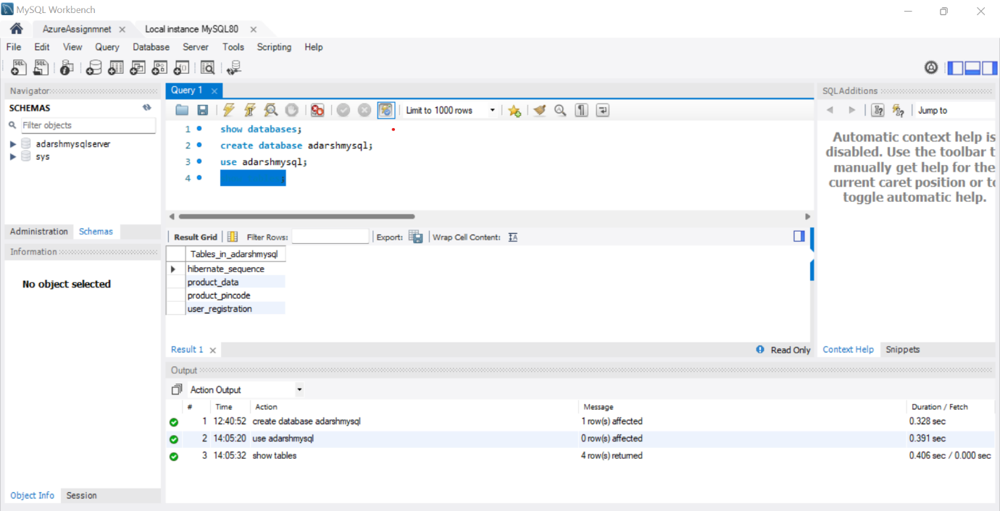 MySQL Workbench
AzureAssignmnet
Local instance MySQL80
File Edit View Query Database Server Tools Scripting Help
Navigator
SCHEMAS
Filter objects
adarshmysqlserver
sys
Administration Schemas
Information
No object selected
Object Info Session
Query 1
Limit to 1000 rows
1 show databases;
2 create database adarshmysql;
3 use adarshmysql;
4 ;
Result Grid Filter Rows: Export: Wrap Cell Content:
Tables_in_adarshmysql
hibernate_sequence
product_data
product_pincode
user_registration
Result 1
Read Only
SQLAdditions
Jump to
Automatic context help is
disabled. Use the toolbar t
manually get help for the
current caret position or to
toggle automatic help.
Context Help Snippets
Output
Action Output
# Time Action Message Duration / Fetch
1 12:40:52 create database adarshmysql 1 row(s) affected 0.328 sec
2 14:05:20 use adarshmysql 0 row(s) affected 0.391 sec
3 14:05:32 show tables 4 row(s) returned 0.406 sec / 0.000 sec